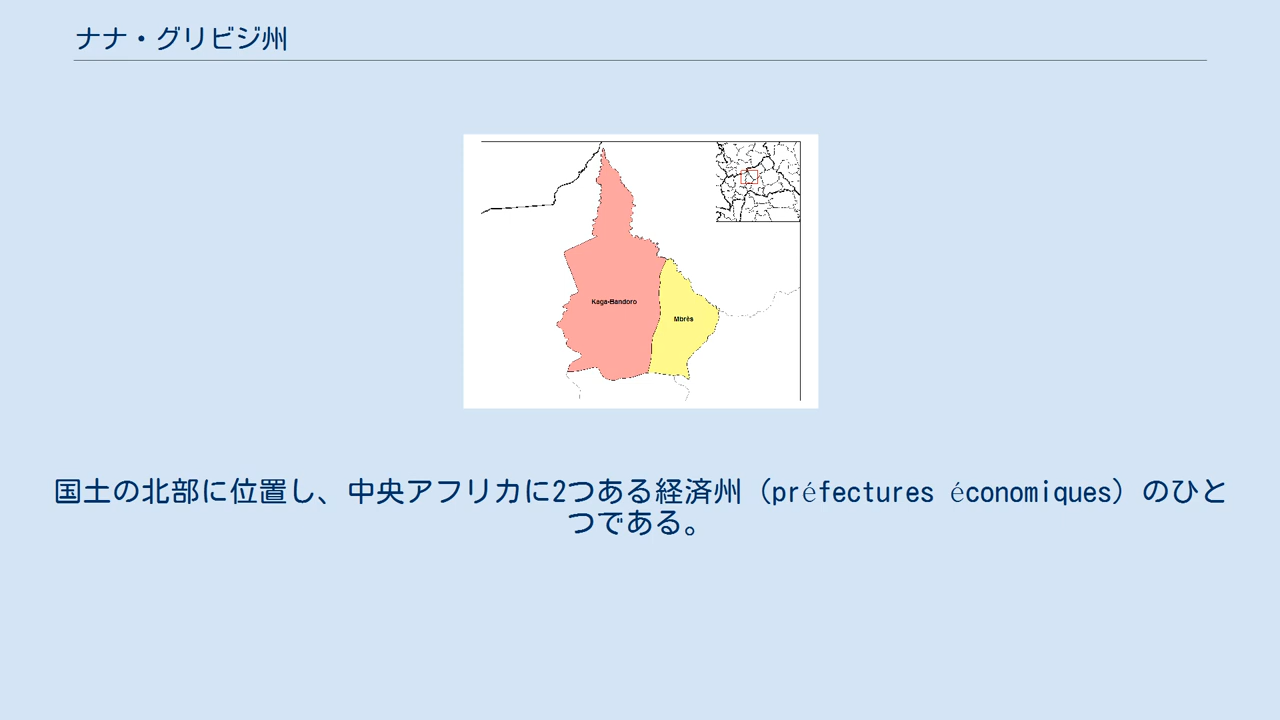 ナナ・グリビジ州
Kaga-Bandoro
Mbrès
国土の北部に位置し、中央アフリカに2つある経済州（préfectures économiques）のひと
つである。